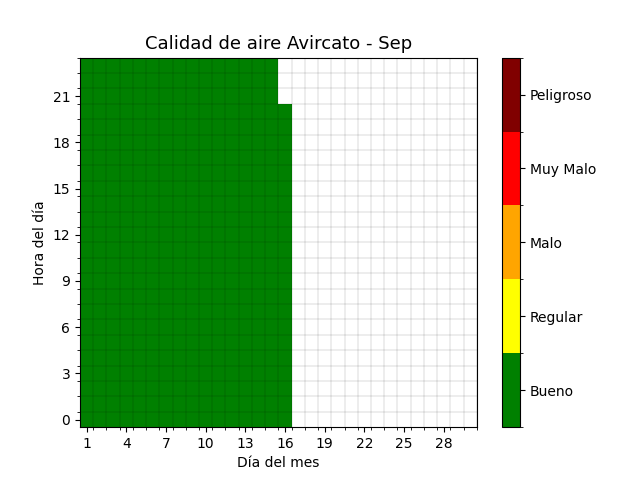 Calidad de aire Avircato - Sep
Hora del día
21
18
15
12
9
6
3
0
1 4 7 10 13 16 19 22 25 28
Día del mes
Peligroso
Muy Malo
Malo
Regular
Bueno